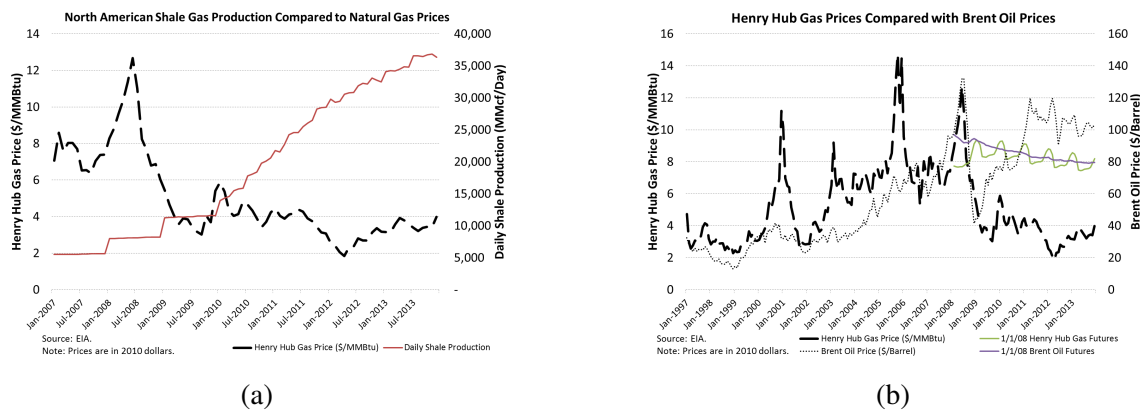 North American Shale Gas Production Compared to Natural Gas Prices
Henry Hub Gas Price ($/MMBtu)
14
12
10
8
6
4
2
0
40,000
35,000
30,000
25,000
20,000
15,000
10,000
5,000
-
Daily Shale Production (MMcf/Day)
Jan-2007
Jul-2007
Jan-2008
Jul-2008
Jan-2009
Jul-2009
Jan-2010
Jul-2010
Jan-2011
Jul-2011
Jan-2012
Jul-2012
Jan-2013
Jul-2013
Source: EIA.
Note: Prices are in 2010 dollars.
Henry Hub Gas Price ($/MMBtu)
Daily Shale Production
(a)
Henry Hub Gas Prices Compared with Brent Oil Prices
Henry Hub Gas Price ($/MMBtu)
16
14
12
10
8
6
4
2
0
160
140
120
100
80
60
40
20
0
Brent Oil Price ($/Barrel)
Jan-1997
Jan-1998
Jan-1999
Jan-2000
Jan-2001
Jan-2002
Jan-2003
Jan-2004
Jan-2005
Jan-2006
Jan-2007
Jan-2008
Jan-2009
Jan-2010
Jan-2011
Jan-2012
Jan-2013
Source: EIA.
Note: Prices are in 2010 dollars.
Henry Hub Gas Price ($/MMBtu)
Brent Oil Price ($/Barrel)
1/1/08 Henry Hub Gas Futures
1/1/08 Brent Oil Futures
(b)